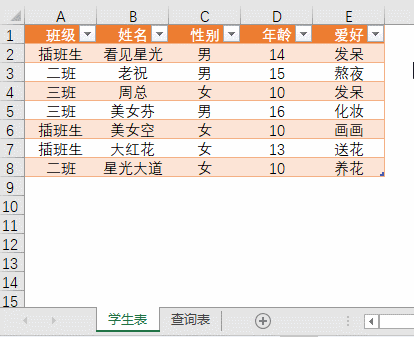 A B C D E
1 班级 姓名 性别 年龄 爱好
2 插班生 看见星光 男 14 发呆
3 二班 老祝 男 15 熬夜
4 三班 周总 女 10 发呆
5 三班 美女芬 男 16 化妆
6 插班生 美女空 女 10 画画
7 插班生 大红花 女 13 送花
8 二班 星光大道 女 10 养花
9
10
11
12
13
14
15
学生表 查询表